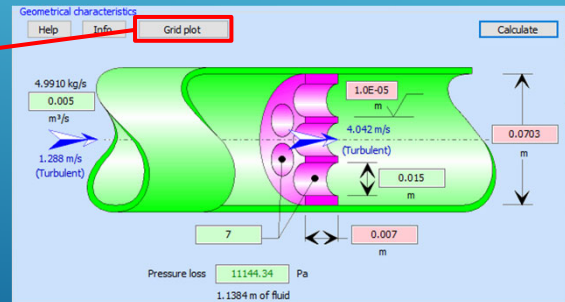 Geometrical characteristics
Help Info Grid plot Calculate
4.9910 kg/s
0.005
m³/s
1.288 m/s
(Turbulent)
1.0E-05
m
4.042 m/s
(Turbulent)
0.0703
m
0.015
m
7
0.007
m
Pressure loss 11144.34 Pa
1.1384 m of fluid